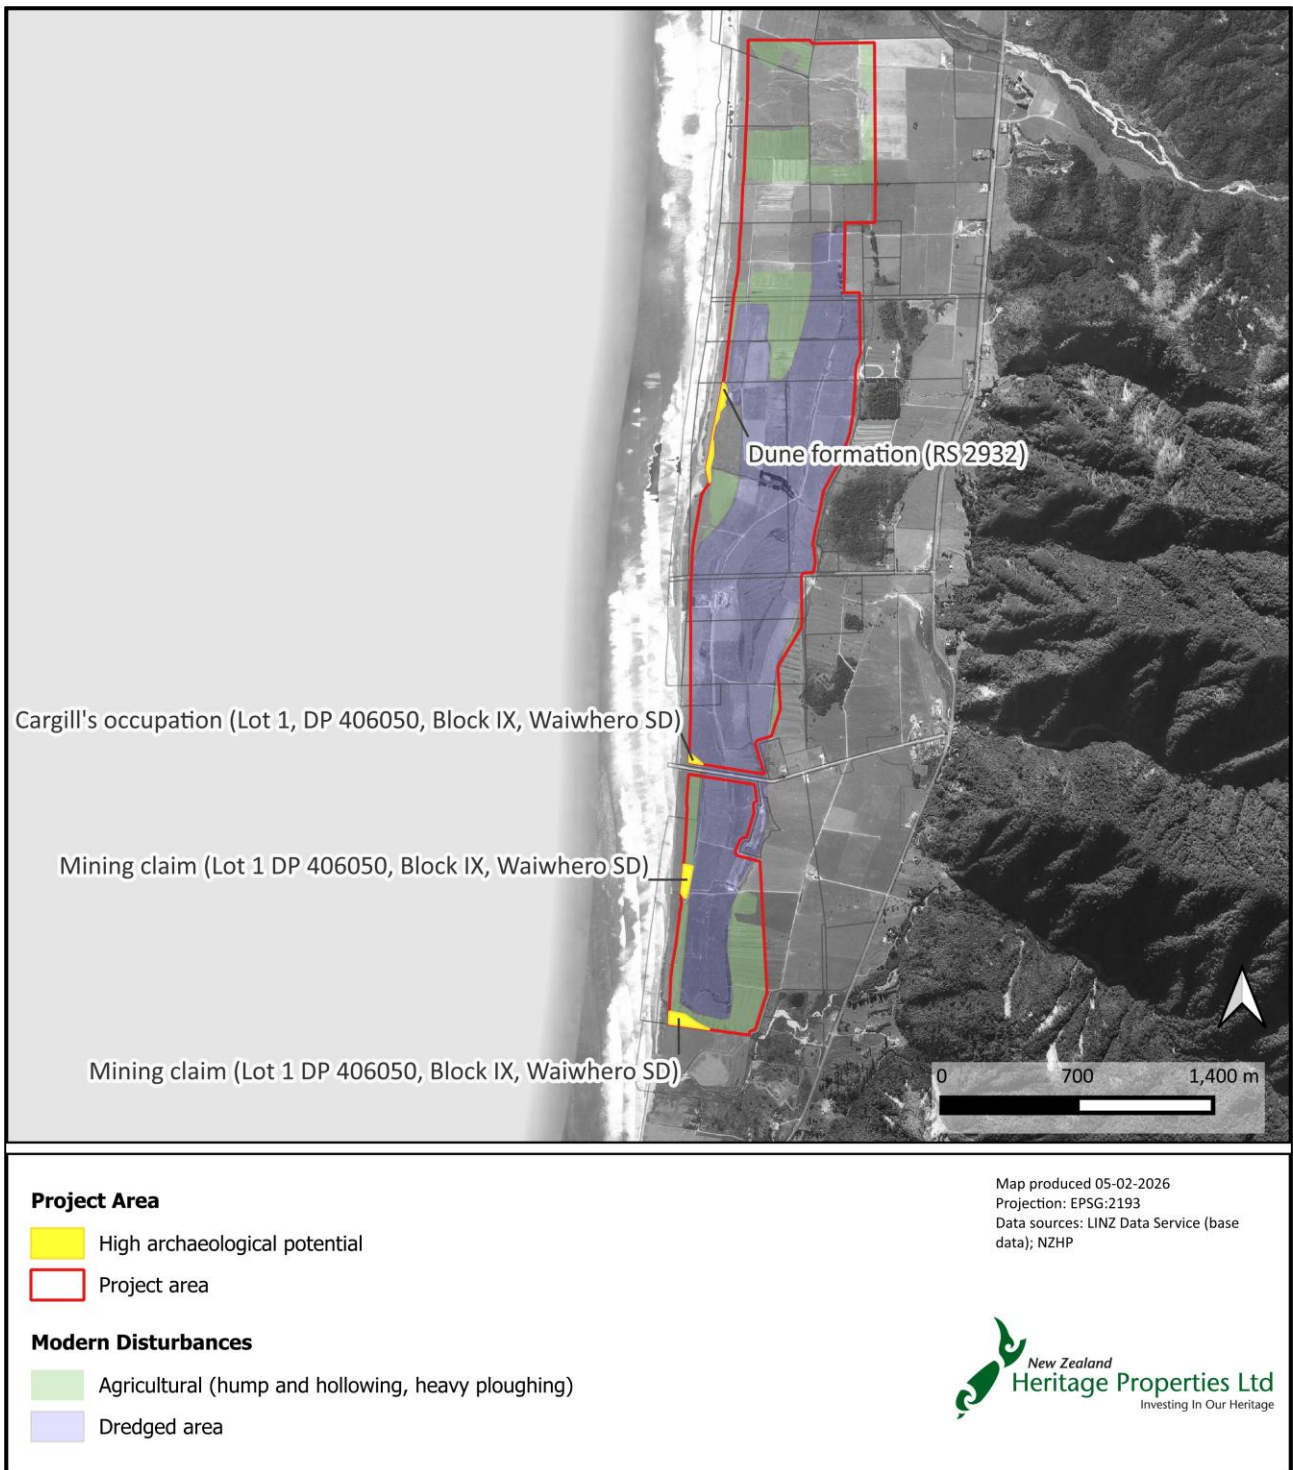 Dune formation (RS 2932)
Cargill's occupation (Lot 1, DP 406050, Block IX, Waiwhero SD)
Mining claim (Lot 1 DP 406050, Block IX, Waiwhero SD)
Mining claim (Lot 1 DP 406050, Block IX, Waiwhero SD)
0 700 1,400 m
Project Area
High archaeological potential
Project area
Modern Disturbances
Agricultural (hump and hollowing, heavy ploughing)
Dredged area
Map produced 05-02-2026
Projection: EPSG:2193
Data sources: LINZ Data Service (base
data); NZHP
New Zealand
Heritage Properties Ltd
Investing In Our Heritage